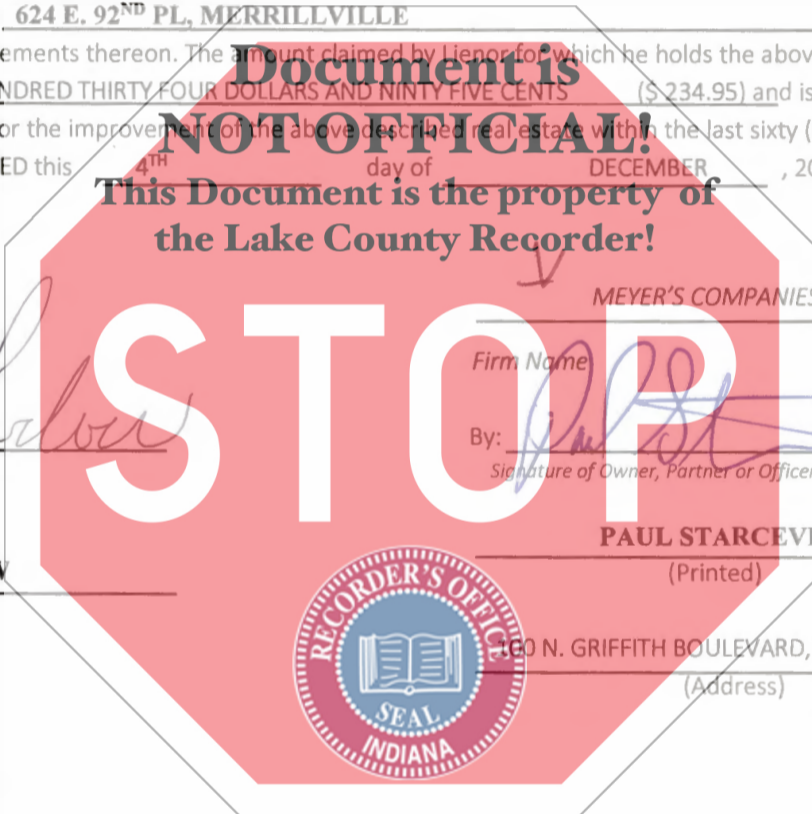 624 E. 92ND PL, MERRILLVILLE
ements thereon. The amount claimed by Lienor for which he holds the abov
Document is
NDRED THIRTY FOUR DOLLARS AND NINTY FIVE CENTS ($ 234.95) and is
or the improvement of the above described real estate within the last sixty (
NOT OFFICIAL!
ED this 4TH day of DECEMBER , 20
This Document is the property of
the Lake County Recorder!
MEYER'S COMPANIES
STOP
Firm Name
By:
Signature of Owner, Partner or Officer
PAUL STARCEVI
(Printed)
RECORDER'S OFFICE
100 N. GRIFFITH BOULEVARD,
(Address)
SEAL
INDIANA